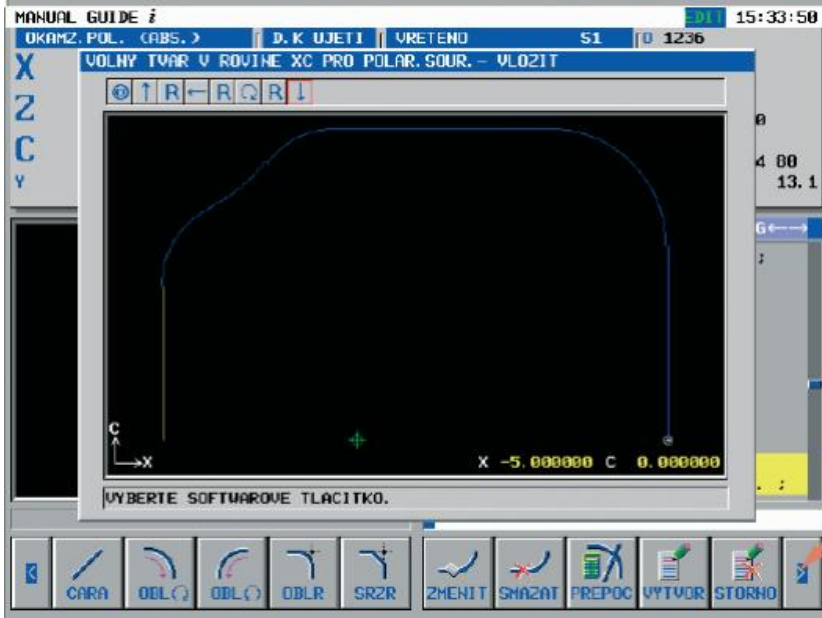 MANUAL GUIDE i EDIT 15:33:50
OKAMZ.POL. (ABS.) D.K UJETI VRETENO S1 O 1236
X VOLNY TVAR V ROVINE XC PRO POLAR.SOUR.- VLOZIT
R R R
Z
C
Y
0
4 80
13.1
G
;
C
X
X -5.000000 C 0.000000
. ;
VYBERTE SOFTWAROVE TLACITKO.
CARA OBL OBL OBLR SRZR ZMENIT SMAZAT PREPOC VYTVOR STORNO